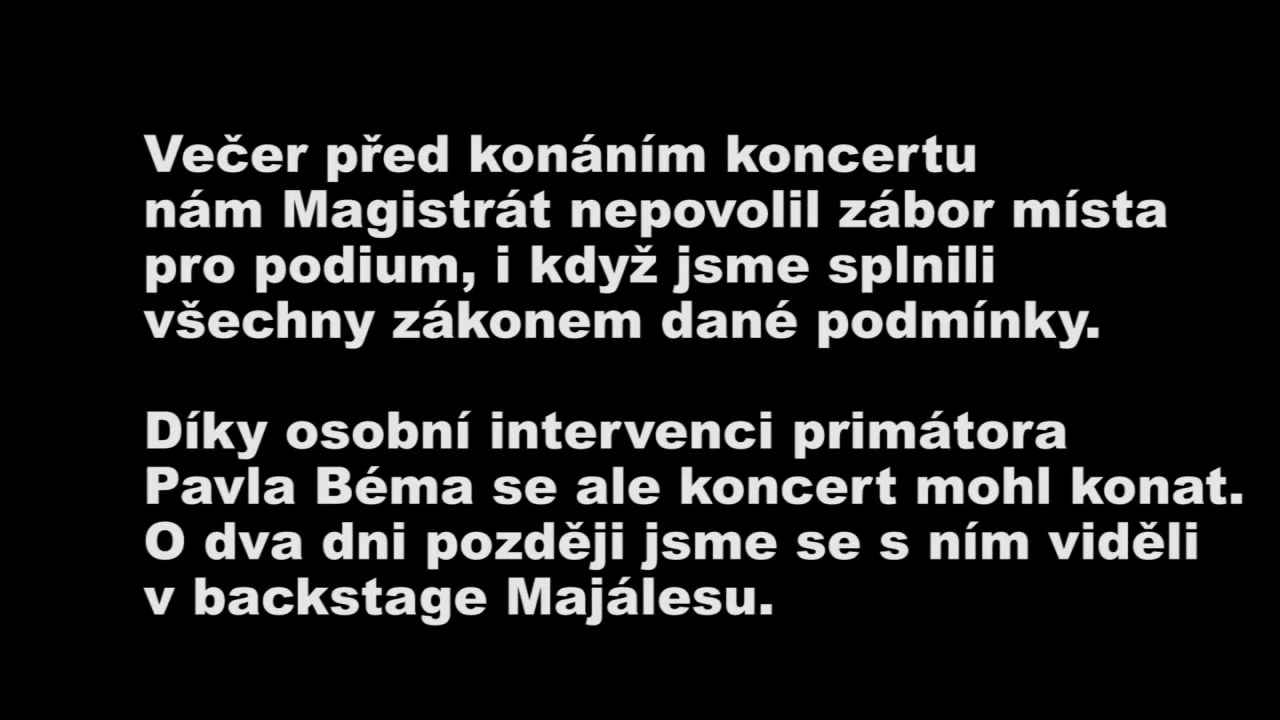 Večer před konáním koncertu
nám Magistrát nepovolil zábor místa
pro podium, i když jsme splnili
všechny zákonem dané podmínky.
Díky osobní intervenci primátora
Pavla Béma se ale koncert mohl konat.
O dva dni později jsme se s ním viděli
v backstage Majálesu.